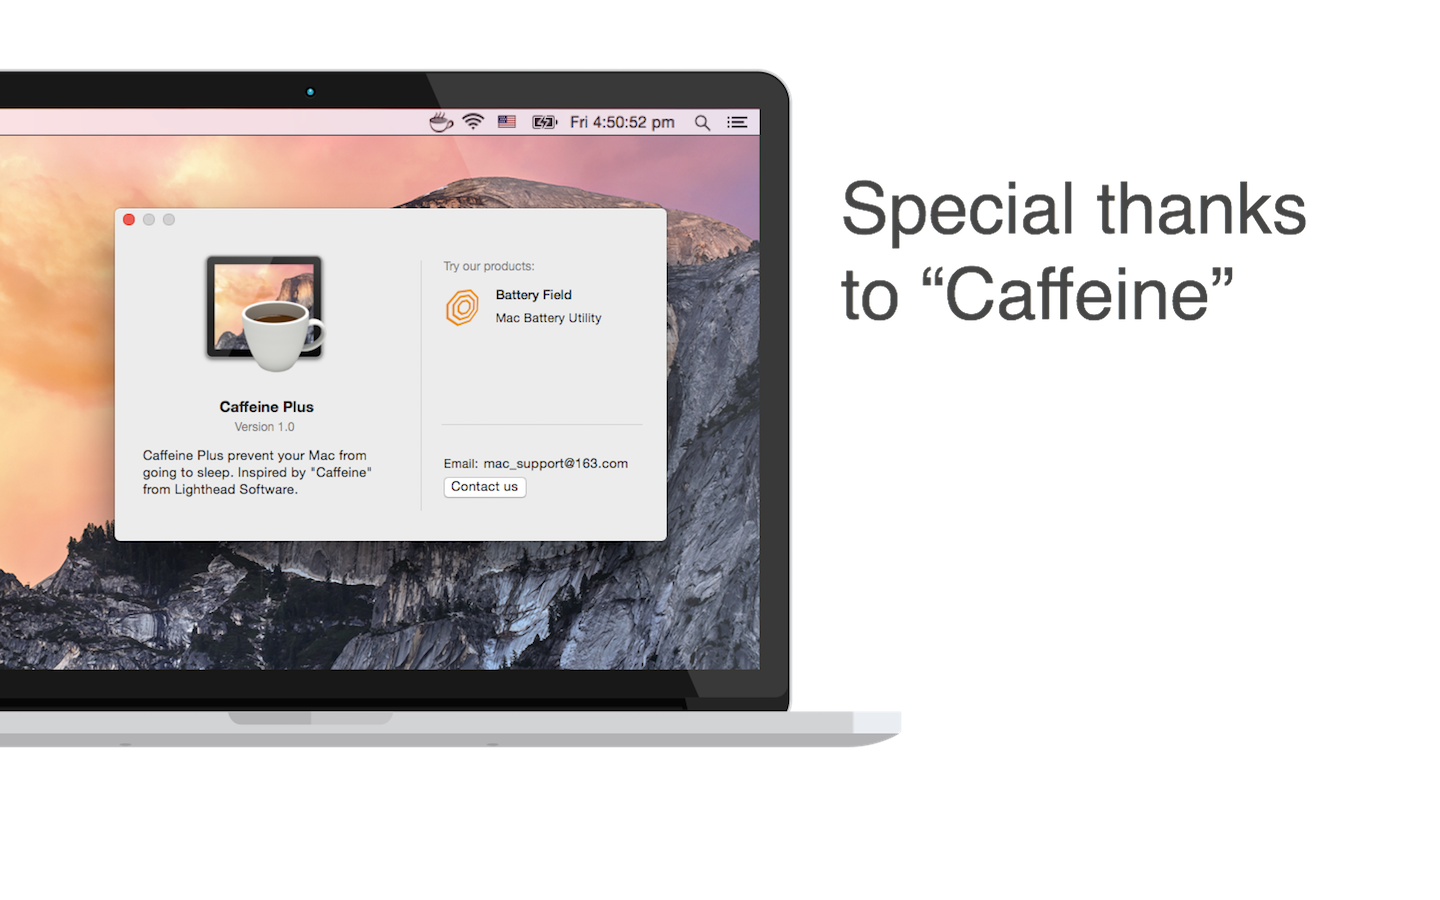 Fri 4:50:52 pm
Special thanks
to “Caffeine”
Caffeine Plus
Version 1.0
Caffeine Plus prevent your Mac from
going to sleep. Inspired by "Caffeine"
from Lighthead Software.
Try our products:
Battery Field
Mac Battery Utility
Email: mac_support@163.com
Contact us